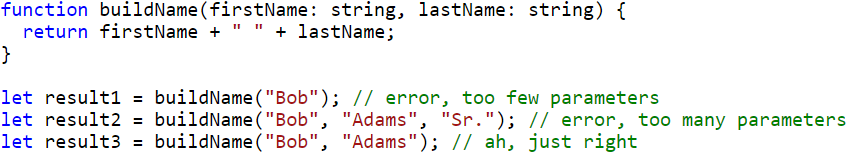 function buildName(firstName: string, lastName: string) {
  return firstName + " " + lastName;
}
let result1 = buildName("Bob"); // error, too few parameters
let result2 = buildName("Bob", "Adams", "Sr."); // error, too many parameters
let result3 = buildName("Bob", "Adams"); // ah, just right